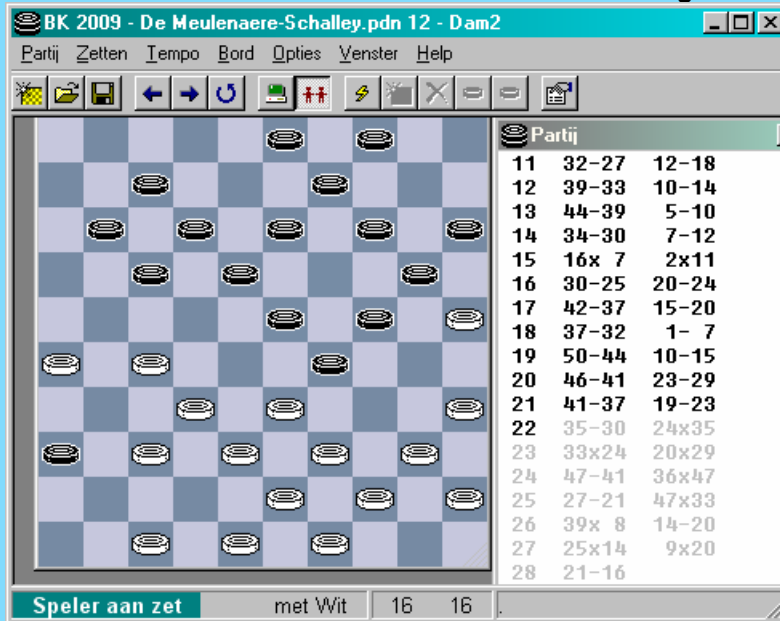 BK 2009 - De Meulenaere-Schalley.pdn 12 - Dam2
Partij Zetten Tempo Bord Opties Venster Help
Partij
11 32-27 12-18
12 39-33 10-14
13 44-39 5-10
14 34-30 7-12
15 16x 7 2x11
16 30-25 20-24
17 42-37 15-20
18 37-32 1- 7
19 50-44 10-15
20 46-41 23-29
21 41-37 19-23
22 35-30 24x35
23 33x24 20x29
24 47-41 36x47
25 27-21 47x33
26 39x 8 14-20
27 25x14 9x20
28 21-16
Speler aan zet met Wit 16 16 .